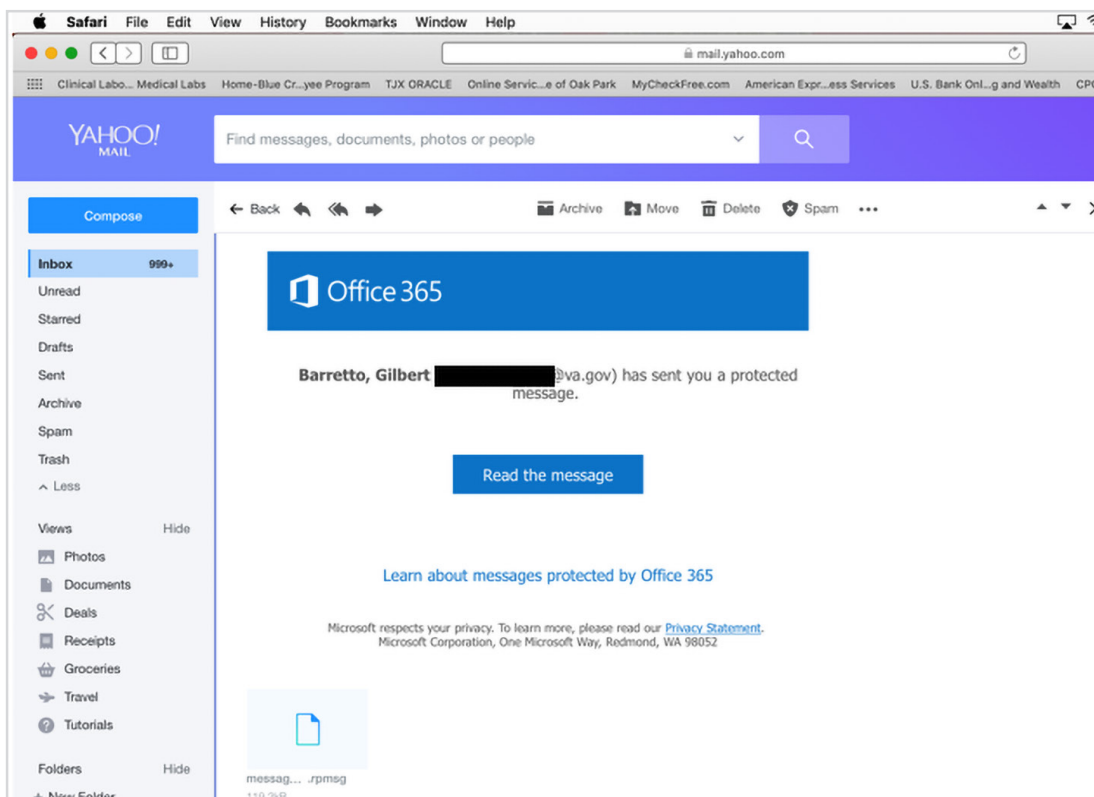 Safari File Edit View History Bookmarks Window Help
mail.yahoo.com
Clinical Labo... Medical Labs Home-Blue Cr...yee Program TJX ORACLE Online Servic...e of Oak Park MyCheckFree.com American Expr...ess Services U.S. Bank Onl...g and Wealth CPC
YAHOO!
MAIL
Find messages, documents, photos or people
Compose
Back Archive Move Delete Spam •••
Inbox 999+
Unread
Starred
Drafts
Sent
Archive
Spam
Trash
Less
Views Hide
Photos
Documents
Deals
Receipts
Groceries
Travel
Tutorials
Folders Hide
+ New Folder
Office 365
Barretto, Gilbert @va.gov) has sent you a protected
message.
Read the message
Learn about messages protected by Office 365
Microsoft respects your privacy. To learn more, please read our Privacy Statement.
Microsoft Corporation, One Microsoft Way, Redmond, WA 98052
messag... .rpmsg
119.2kB